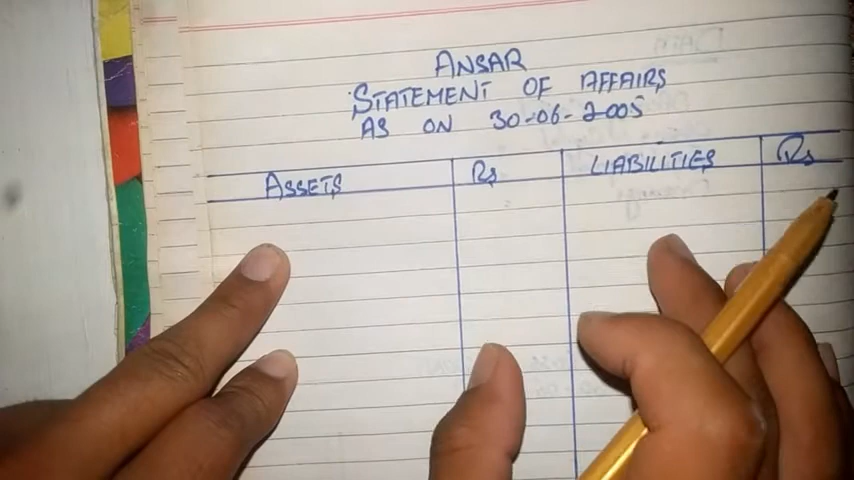 ANSAR
STATEMENT OF AFFAIRS
AS ON 30-06-2005
ASSETS Rs LIABILITIES Rs